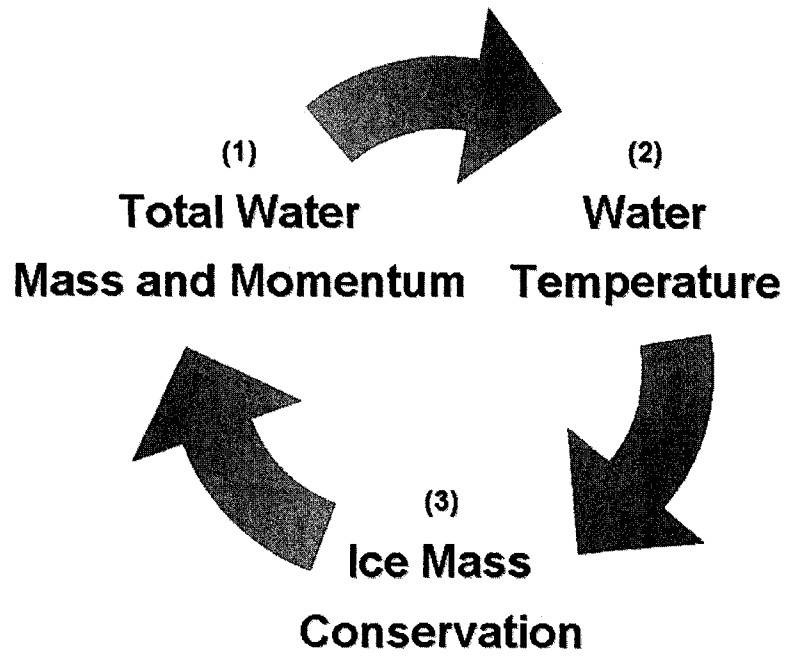 (1)
Total Water
Mass and Momentum
(2)
Water
Temperature
(3)
Ice Mass
Conservation